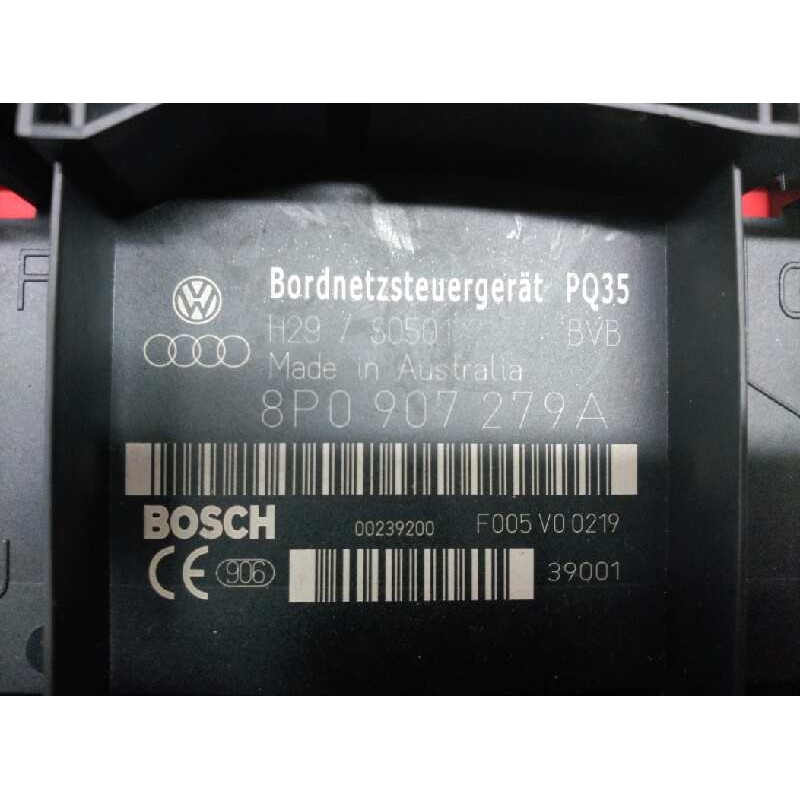 Bordnetzsteuergerät PQ35
H29 / S0501 BVB
Made in Australia
8P0 907 279A
BOSCH 00239200 F005 V0 0219
CE 906 39001